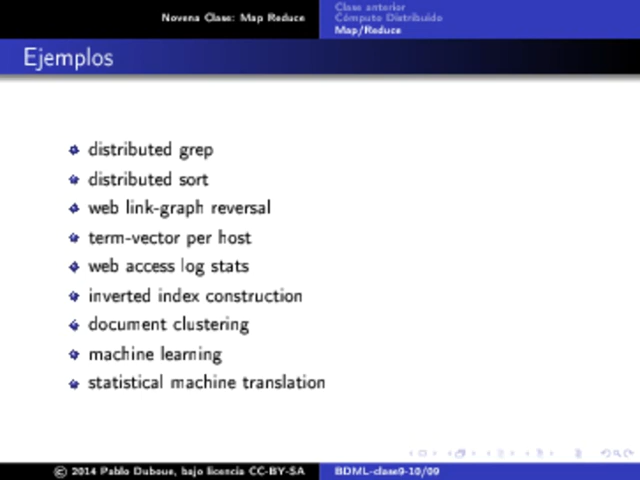 Novena Clase: Map Reduce
Clase anterior
Cómputo Distribuido
Map/Reduce
Ejemplos
distributed grep
distributed sort
web link-graph reversal
term-vector per host
web access log stats
inverted index construction
document clustering
machine learning
statistical machine translation
© 2014 Pablo Duboue, bajo licencia CC-BY-SA
BDML-clase9-10/09